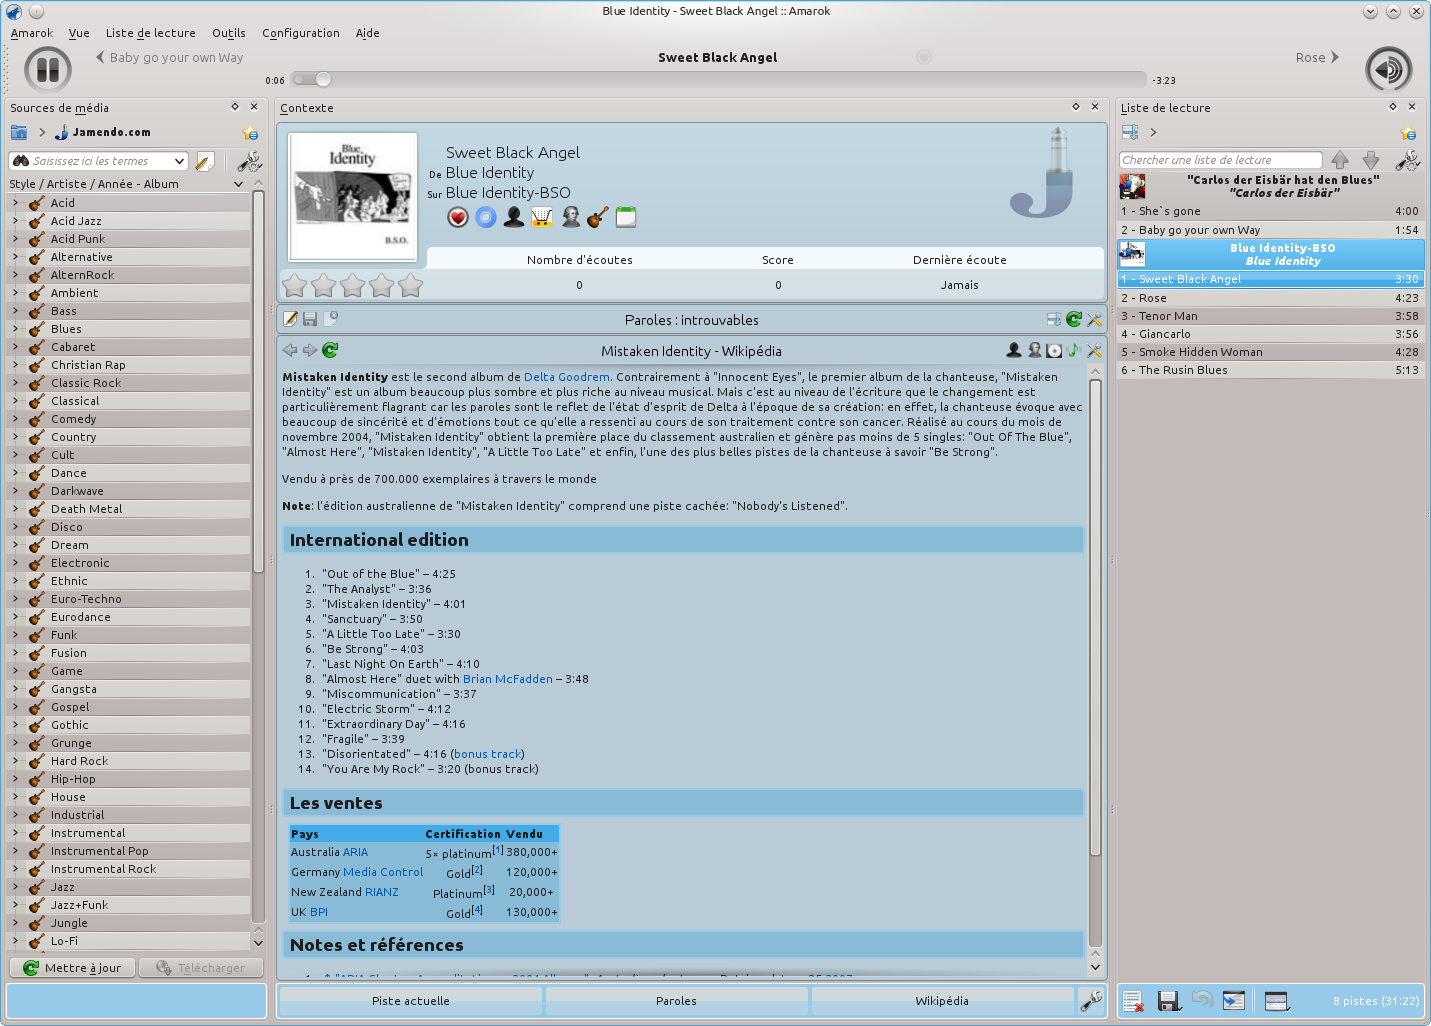 Blue Identity - Sweet Black Angel :: Amarok
Amarok Vue Liste de lecture Outils Configuration Aide
Baby go your own Way
Sweet Black Angel
Rose
0:06
-3:23
Sources de média
Jamendo.com
Saisissez ici les termes
Style / Artiste / Année - Album
Acid
Acid Jazz
Acid Punk
Alternative
AlternRock
Ambient
Bass
Blues
Cabaret
Christian Rap
Classic Rock
Classical
Comedy
Country
Cult
Dance
Darkwave
Death Metal
Disco
Dream
Electronic
Ethnic
Euro-Techno
Eurodance
Funk
Fusion
Game
Gangsta
Gospel
Gothic
Grunge
Hard Rock
Hip-Hop
House
Industrial
Instrumental
Instrumental Pop
Instrumental Rock
Jazz
Jazz+Funk
Jungle
Lo-Fi
Mettre à jour
Télécharger
Contexte
Blue
Identity
B.S.O.
Sweet Black Angel
De Blue Identity
Sur Blue Identity-BSO
Nombre d'écoutes Score Dernière écoute
0 0 Jamais
Paroles : introuvables
Mistaken Identity - Wikipédia
Mistaken Identity est le second album de Delta Goodrem. Contrairement à "Innocent Eyes", le premier album de la chanteuse, "Mistaken
Identity" est un album beaucoup plus sombre et plus riche au niveau musical. Mais c'est au niveau de l'écriture que le changement est
particulièrement flagrant car les paroles sont le reflet de l'état d'esprit de Delta à l'époque de sa création: en effet, la chanteuse évoque avec
beaucoup de sincérité et d'émotions tout ce qu'elle a ressenti au cours de son traitement contre son cancer. Réalisé au cours du mois de
novembre 2004, "Mistaken Identity" obtient la première place du classement australien et génère pas moins de 5 singles: "Out Of The Blue",
"Almost Here", "Mistaken Identity", "A Little Too Late" et enfin, l'une des plus belles pistes de la chanteuse à savoir "Be Strong".
Vendu à près de 700.000 exemplaires à travers le monde
Note: l'édition australienne de "Mistaken Identity" comprend une piste cachée: "Nobody's Listened".
International edition
1. "Out of the Blue" – 4:25
2. "The Analyst" – 3:36
3. "Mistaken Identity" – 4:01
4. "Sanctuary" – 3:50
5. "A Little Too Late" – 3:30
6. "Be Strong" – 4:03
7. "Last Night On Earth" – 4:10
8. "Almost Here" duet with Brian McFadden – 3:48
9. "Miscommunication" – 3:37
10. "Electric Storm" – 4:12
11. "Extraordinary Day" – 4:16
12. "Fragile" – 3:39
13. "Disorientated" – 4:16 (bonus track)
14. "You Are My Rock" – 3:20 (bonus track)
Les ventes
Pays Certification Vendu
Australia ARIA 5× platinum[1] 380,000+
Germany Media Control Gold[2] 120,000+
New Zealand RIANZ Platinum[3] 20,000+
UK BPI Gold[4] 130,000+
Notes et références
Piste actuelle Paroles Wikipédia
Liste de lecture
Chercher une liste de lecture
"Carlos der Eisbär hat den Blues"
"Carlos der Eisbär"
1 - She`s gone 4:00
2 - Baby go your own Way 1:54
Blue Identity-BSO
Blue Identity
1 - Sweet Black Angel 3:30
2 - Rose 4:23
3 - Tenor Man 3:58
4 - Giancarlo 3:56
5 - Smoke Hidden Woman 4:28
6 - The Rusin Blues 5:13
8 pistes (31:22)